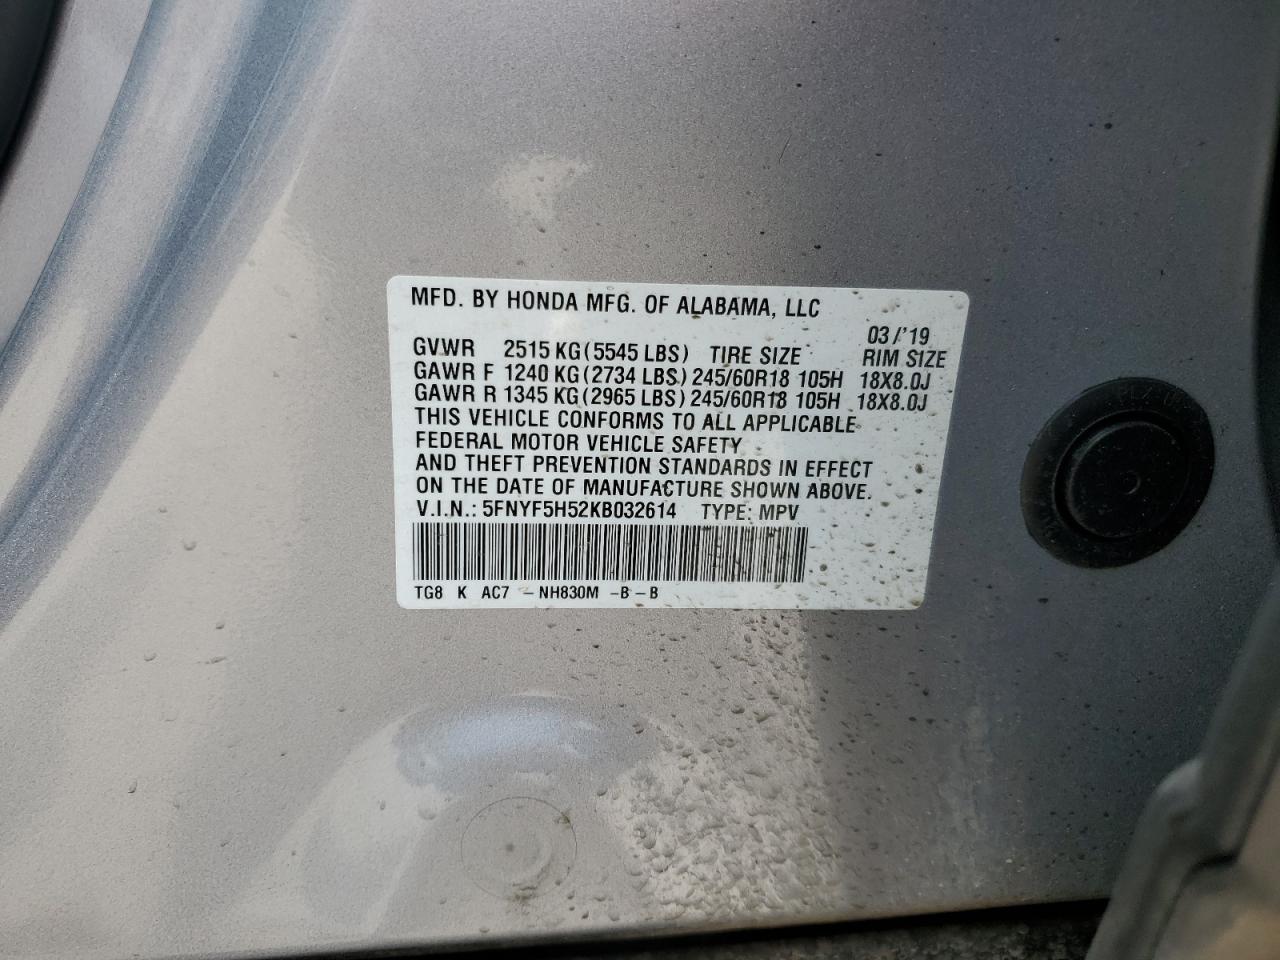 MFD. BY HONDA MFG. OF ALABAMA, LLC
03/'19
GVWR 2515 KG (5545 LBS) TIRE SIZE RIM SIZE
GAWR F 1240 KG (2734 LBS) 245/60R18 105H 18X8.0J
GAWR R 1345 KG (2965 LBS) 245/60R18 105H 18X8.0J
THIS VEHICLE CONFORMS TO ALL APPLICABLE
FEDERAL MOTOR VEHICLE SAFETY
AND THEFT PREVENTION STANDARDS IN EFFECT
ON THE DATE OF MANUFACTURE SHOWN ABOVE.
V.I.N.: 5FNYF5H52KB032614 TYPE: MPV
TG8 K AC7 -NH830M -B-B